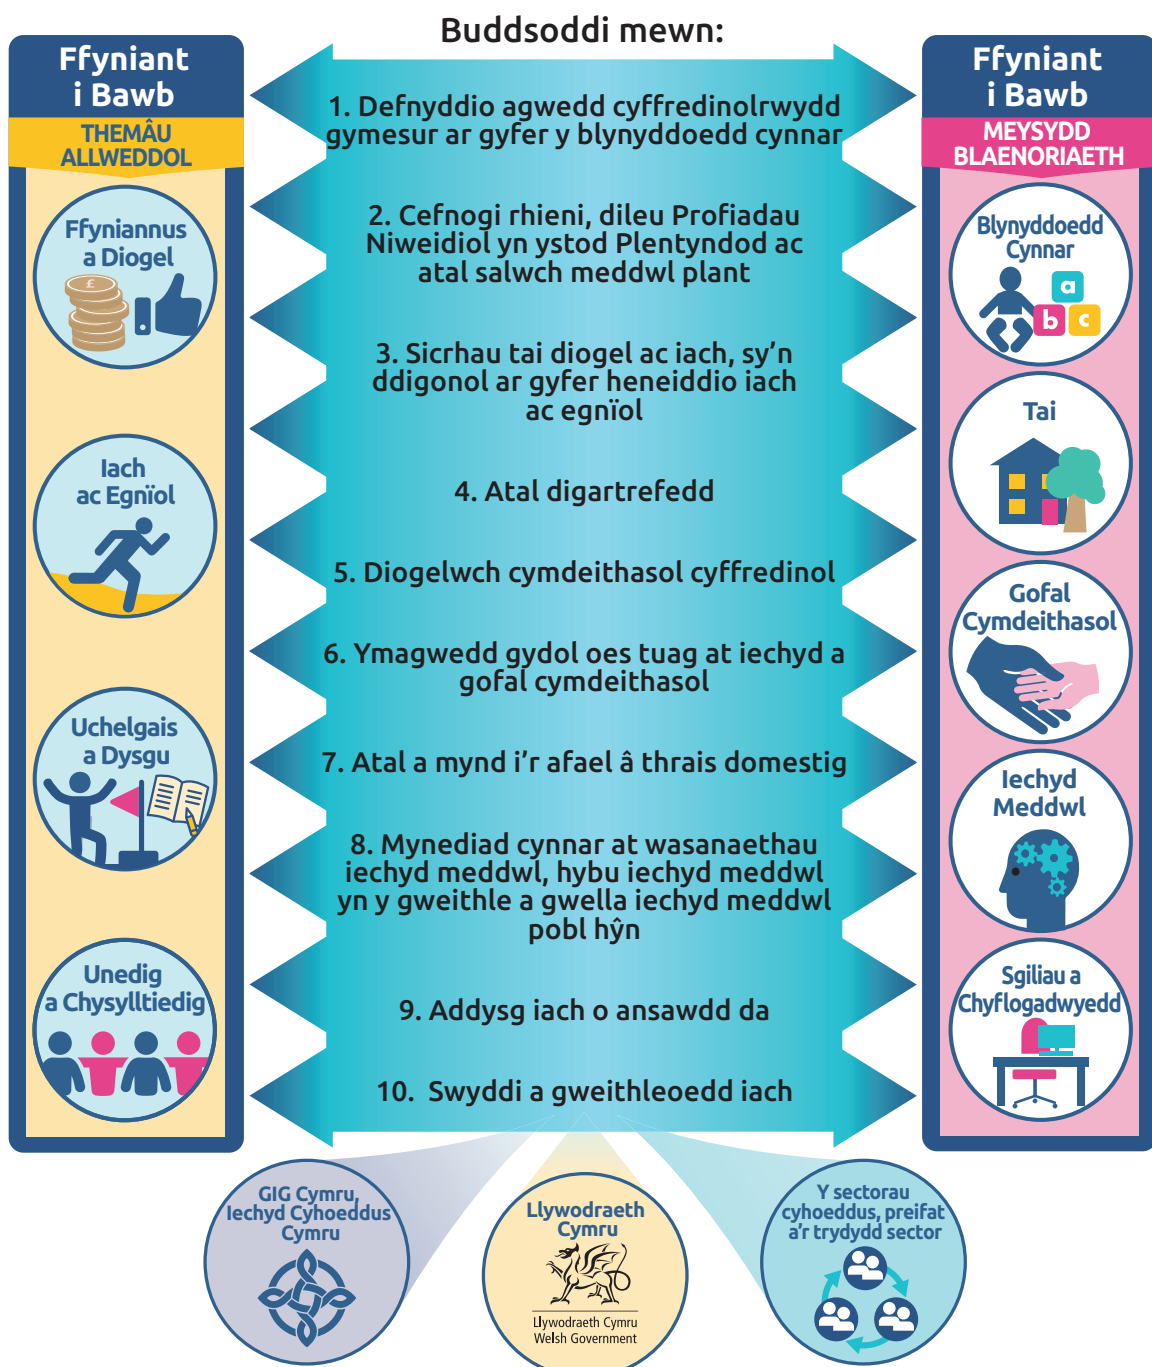 Buddsoddi mewn:
Ffyniant
i Bawb
THEMÂU
ALLWEDDOL
Ffyniannus
a Diogel
£
Iach
ac Egnïol
Uchelgais
a Dysgu
Unedig
a Chysylltiedig
1. Defnyddio agwedd cyffredinolrwydd
gymesur ar gyfer y blynyddoedd cynnar
2. Cefnogi rhieni, dileu Profiadau
Niweidiol yn ystod Plentyndod ac
atal salwch meddwl plant
3. Sicrhau tai diogel ac iach, sy’n
ddigonol ar gyfer heneiddio iach
ac egnïol
4. Atal digartrefedd
5. Diogelwch cymdeithasol cyffredinol
6. Ymagwedd gydol oes tuag at iechyd a
gofal cymdeithasol
7. Atal a mynd i’r afael â thrais domestig
8. Mynediad cynnar at wasanaethau
iechyd meddwl, hybu iechyd meddwl
yn y gweithle a gwella iechyd meddwl
pobl hŷn
9. Addysg iach o ansawdd da
10. Swyddi a gweithleoedd iach
Ffyniant
i Bawb
MEYSYDD
BLAENORIAETH
Blynyddoedd
Cynnar
a
b c
Tai
Gofal
Cymdeithasol
Iechyd
Meddwl
Sgiliau a
Chyflogadwyedd
GIG Cymru,
Iechyd Cyhoeddus
Cymru
Llywodraeth
Cymru
Llywodraeth Cymru
Welsh Government
Y sectorau
cyhoeddus, preifat
a’r trydydd sector